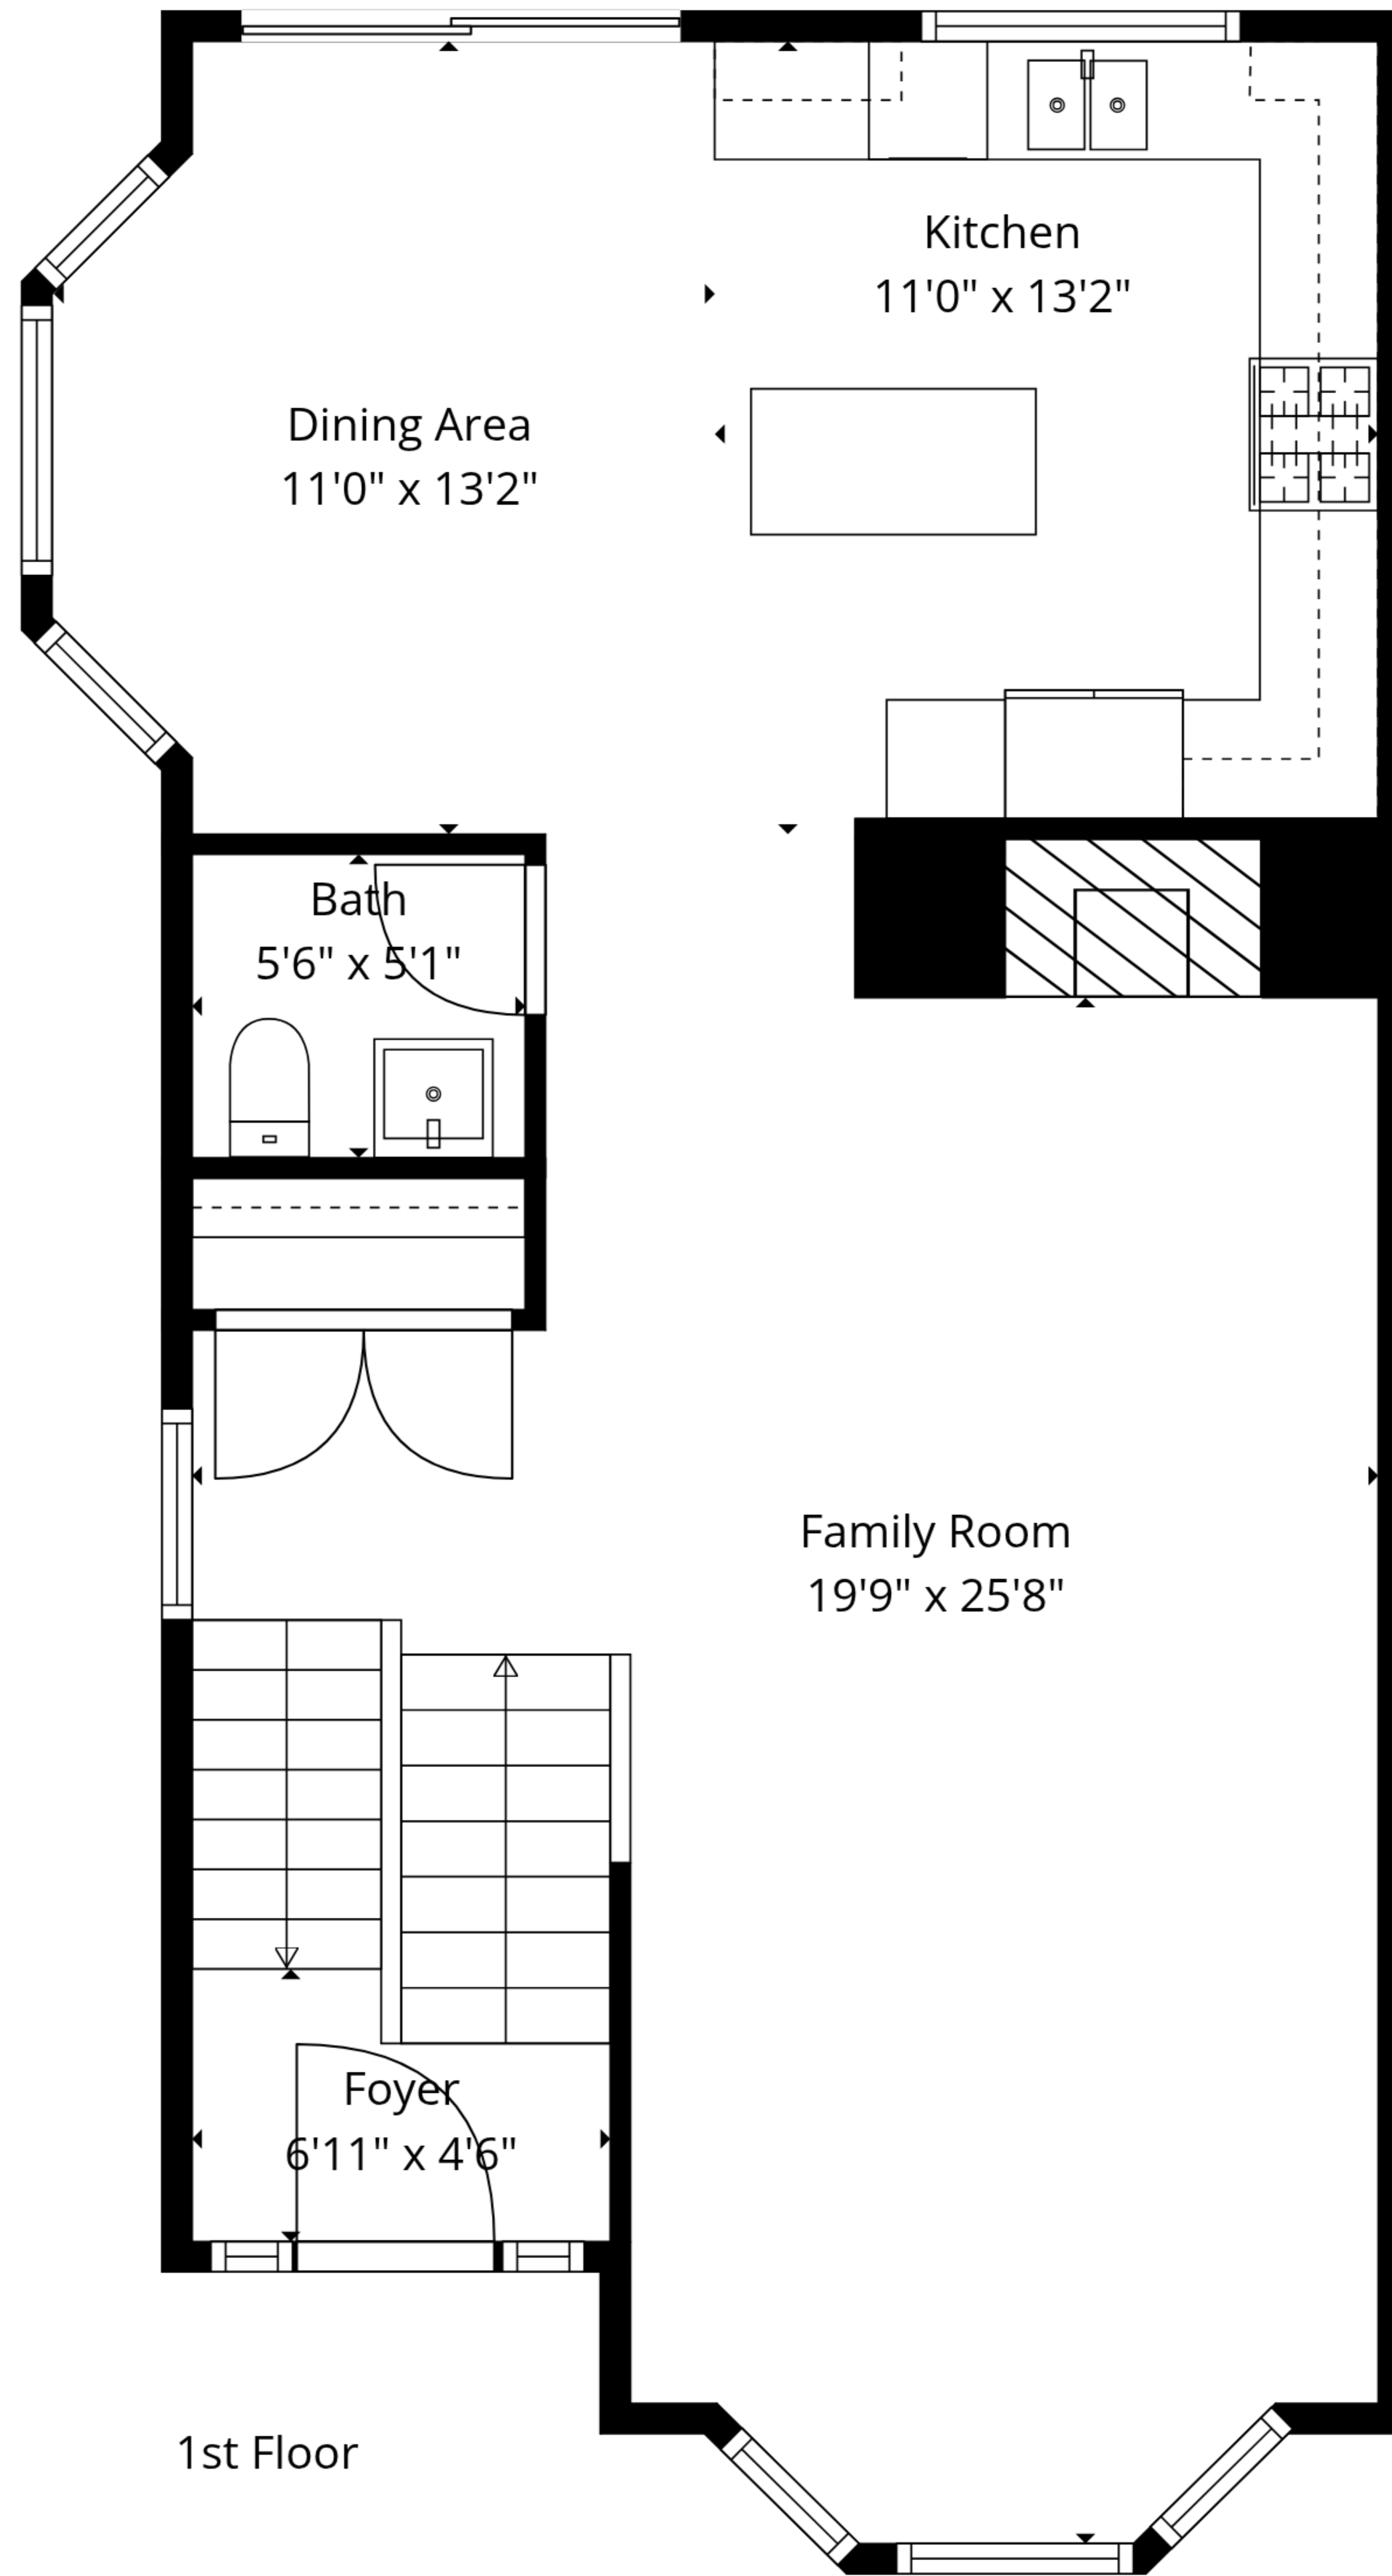 Kitchen
11'0" x 13'2"
Dining Area
11'0" x 13'2"
Bath
5'6" x 5'1"
Family Room
19'9" x 25'8"
Foyer
6'11" x 4'6"
1st Floor